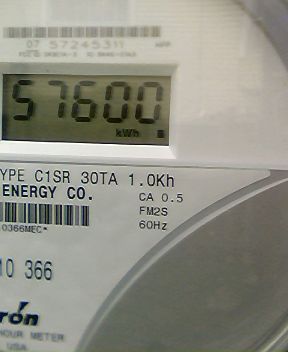 07 57245311
57600
kWh
YPE C1SR 30TA 1.0Kh
ENERGY CO.
CA 0.5
FM2S
60Hz
0366MEC*
10 366
ron
HOUR METER
USA